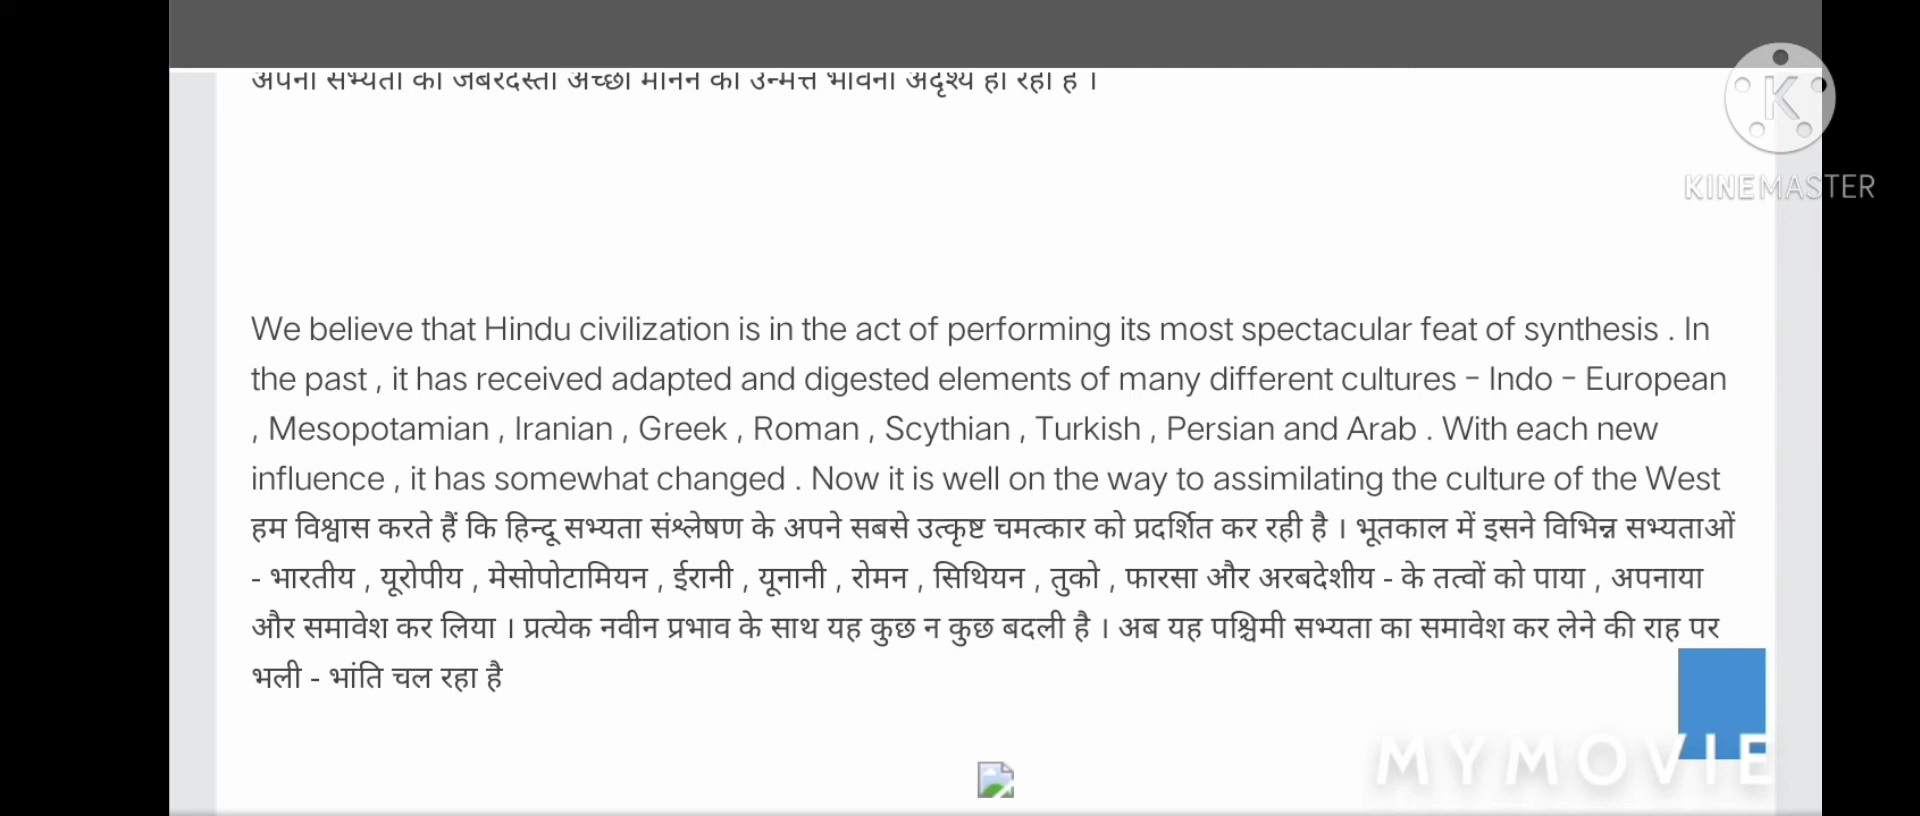 अपनी सभ्यता को जबरदस्ती अच्छा मानने की उन्मत्त भावना अदृश्य हो रही है ।
K
KINEMASTER
We believe that Hindu civilization is in the act of performing its most spectacular feat of synthesis . In
the past , it has received adapted and digested elements of many different cultures - Indo - European
, Mesopotamian , Iranian , Greek , Roman , Scythian , Turkish , Persian and Arab . With each new
influence , it has somewhat changed . Now it is well on the way to assimilating the culture of the West
हम विश्वास करते हैं कि हिन्दू सभ्यता संश्लेषण के अपने सबसे उत्कृष्ट चमत्कार को प्रदर्शित कर रही है । भूतकाल में इसने विभिन्न सभ्यताओं
- भारतीय , यूरोपीय , मेसोपोटामियन , ईरानी , यूनानी , रोमन , सिथियन , तुको , फारसा और अरबदेशीय - के तत्वों को पाया , अपनाया
और समावेश कर लिया । प्रत्येक नवीन प्रभाव के साथ यह कुछ न कुछ बदली है । अब यह पश्चिमी सभ्यता का समावेश कर लेने की राह पर
भली - भांति चल रहा है
MYMOVIE